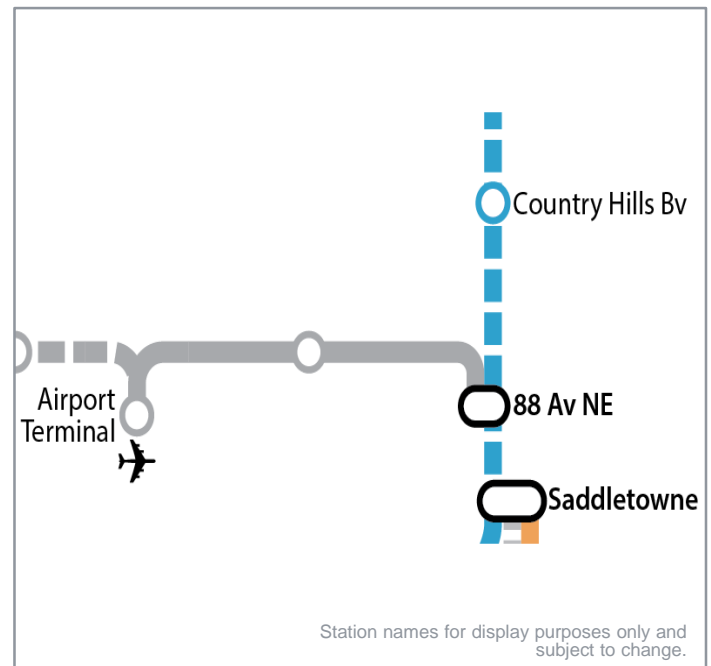 Country Hills Bv
Airport
Terminal
88 Av NE
Saddletowne
Station names for display purposes only and
subject to change.